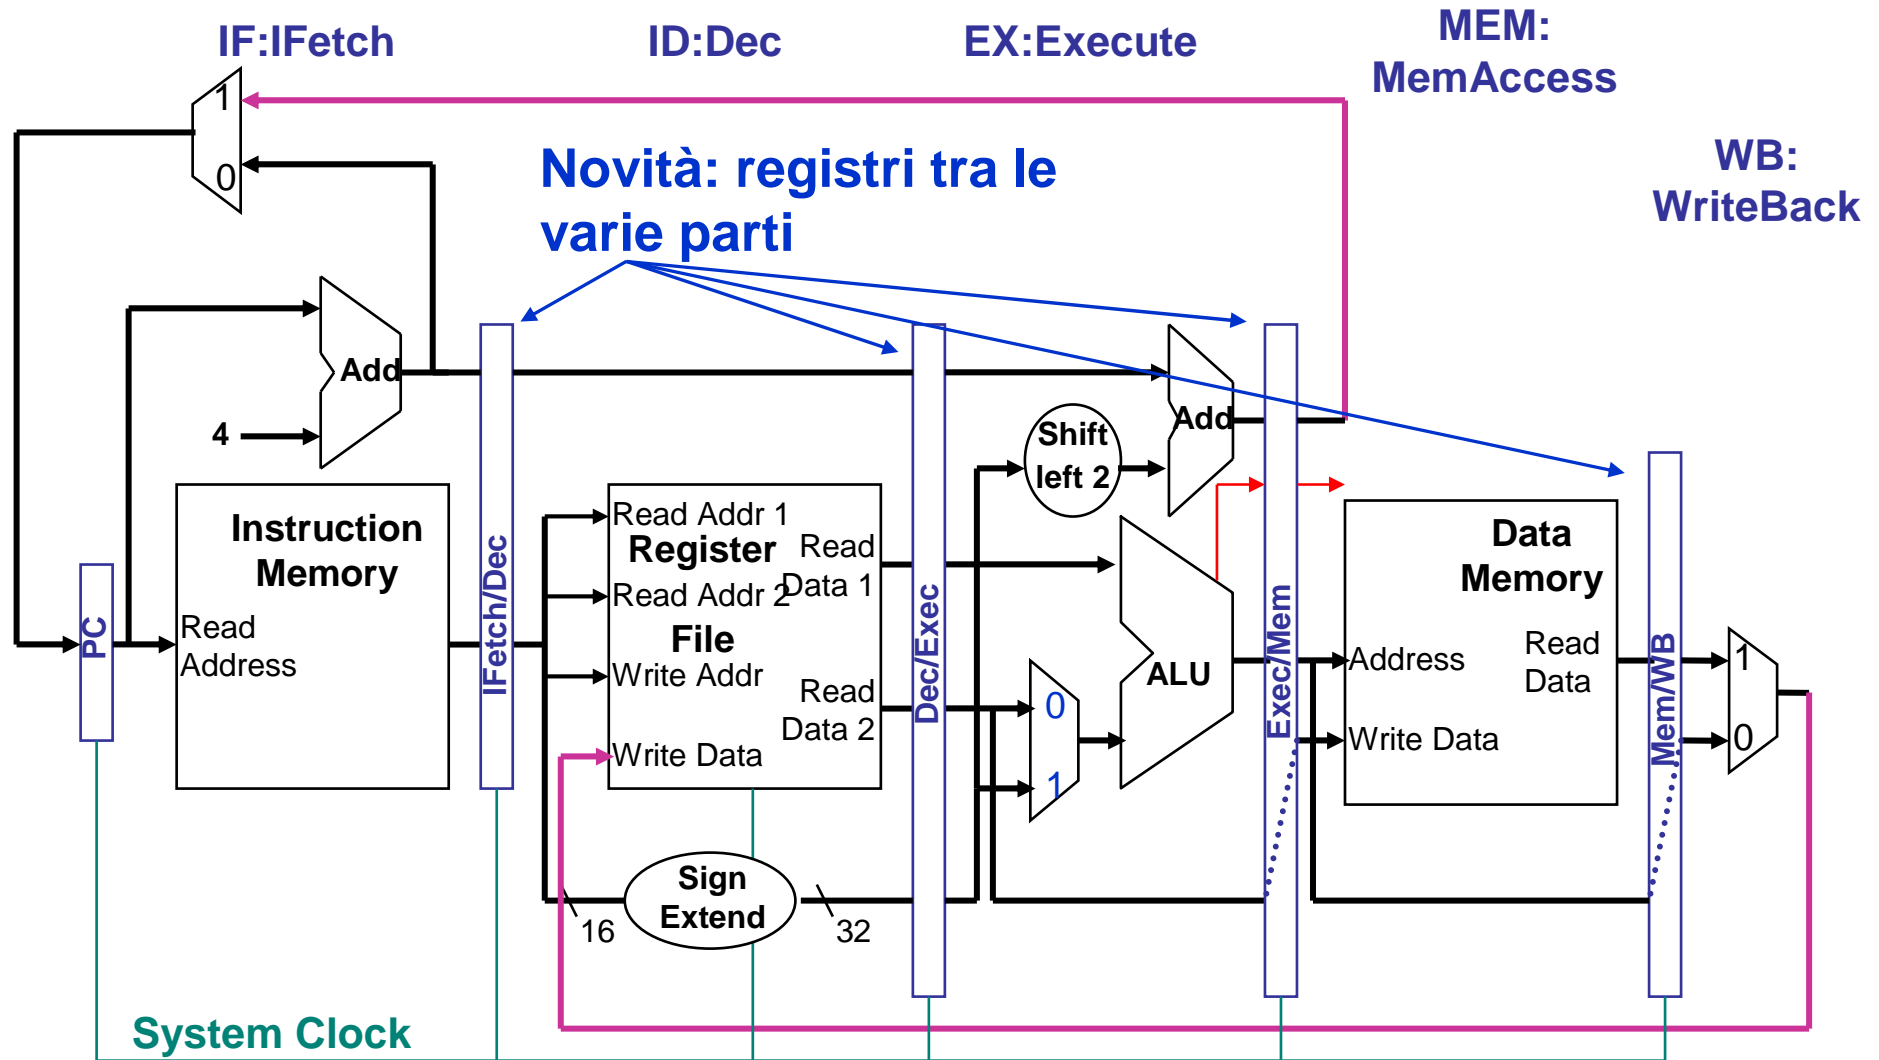 IF:IFetch
ID:Dec
EX:Execute
MEM:
MemAccess
WB:
WriteBack
1
0
Novità: registri tra le
varie parti
Add
4
Shift
left 2
Add
Instruction
Memory
Read
Address
PC
IFetch/Dec
Read Addr 1
Register
Read Addr 2
File
Write Addr
Write Data
Read
Data 1
Read
Data 2
Dec/Exec
0
1
ALU
Exec/Mem
Data
Memory
Address
Write Data
Read
Data
Mem/WB
1
0
Sign
Extend
16
32
System Clock